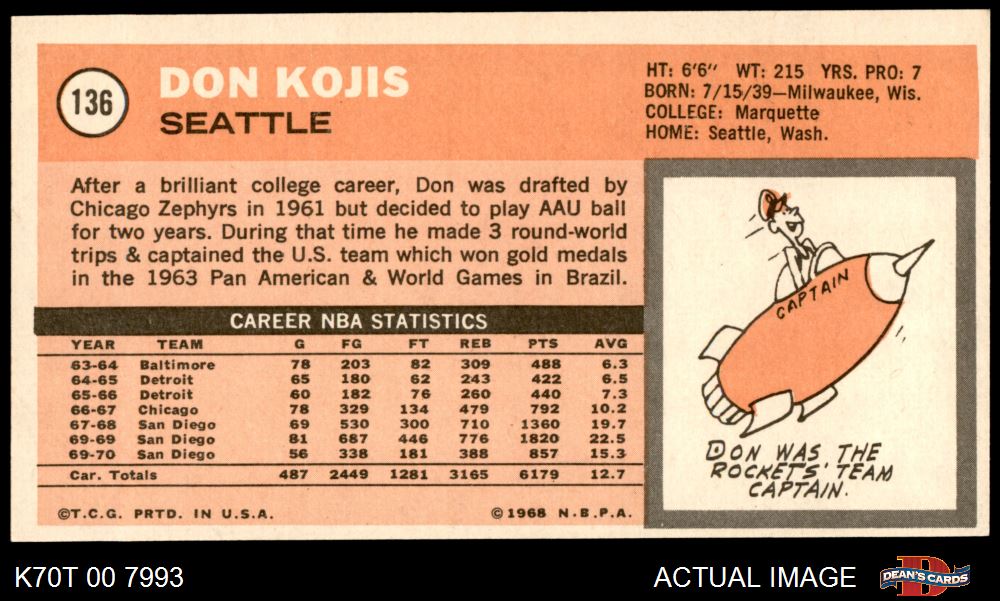 136
DON KOJIS
SEATTLE
HT: 6'6" WT: 215 YRS. PRO: 7
BORN: 7/15/39—Milwaukee, Wis.
COLLEGE: Marquette
HOME: Seattle, Wash.
After a brilliant college career, Don was drafted by
Chicago Zephyrs in 1961 but decided to play AAU ball
for two years. During that time he made 3 round-world
trips & captained the U.S. team which won gold medals
in the 1963 Pan American & World Games in Brazil.
CAREER NBA STATISTICS
YEAR TEAM G FG FT REB PTS AVG
63-64 Baltimore 78 203 82 309 488 6.3
64-65 Detroit 65 180 62 243 422 6.5
65-66 Detroit 60 182 76 260 440 7.3
66-67 Chicago 78 329 134 479 792 10.2
67-68 San Diego 69 530 300 710 1360 19.7
69-69 San Diego 81 687 446 776 1820 22.5
69-70 San Diego 56 338 181 388 857 15.3
Car. Totals 487 2449 1281 3165 6179 12.7
©T.C.G. PRTD. IN U.S.A. ©1968 N.B.P.A.
CAPTAIN
DON WAS THE
ROCKETS' TEAM
CAPTAIN.
K70T 00 7993
ACTUAL IMAGE
DEAN'S CARDS